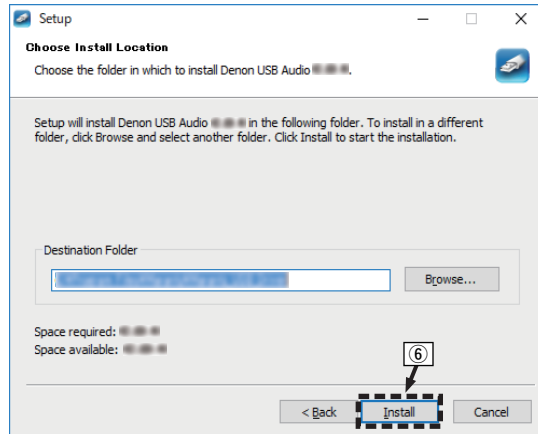 Setup
Choose Install Location
Choose the folder in which to install Denon USB Audio .
Setup will install Denon USB Audio in the following folder. To install in a different
folder, click Browse and select another folder. Click Install to start the installation.
Destination Folder
Browse...
Space required:
Space available:
⑥
< Back Install Cancel